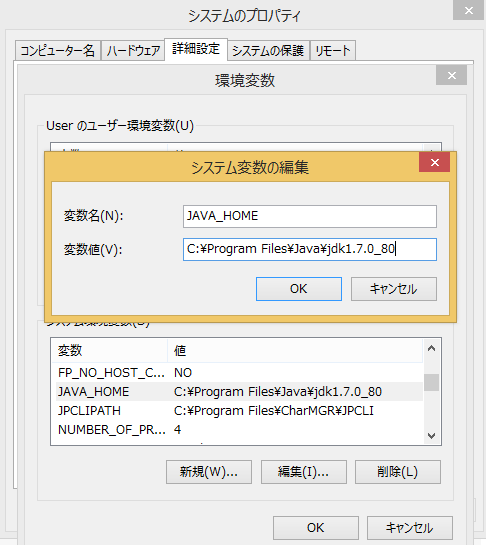 システムのプロパティ
コンピューター名 ハードウェア 詳細設定 システムの保護 リモート
環境変数
User のユーザー環境変数(U)
システム変数の編集
変数名(N): JAVA_HOME
変数値(V): C:¥Program Files¥Java¥jdk1.7.0_80
OK キャンセル
変数 値
FP_NO_HOST_C... NO
JAVA_HOME C:¥Program Files¥Java¥jdk1.7.0_80
JPCLIPATH C:¥Program Files¥CharMGR¥JPCLI
NUMBER_OF_PR... 4
新規(W)... 編集(I)... 削除(L)
OK キャンセル